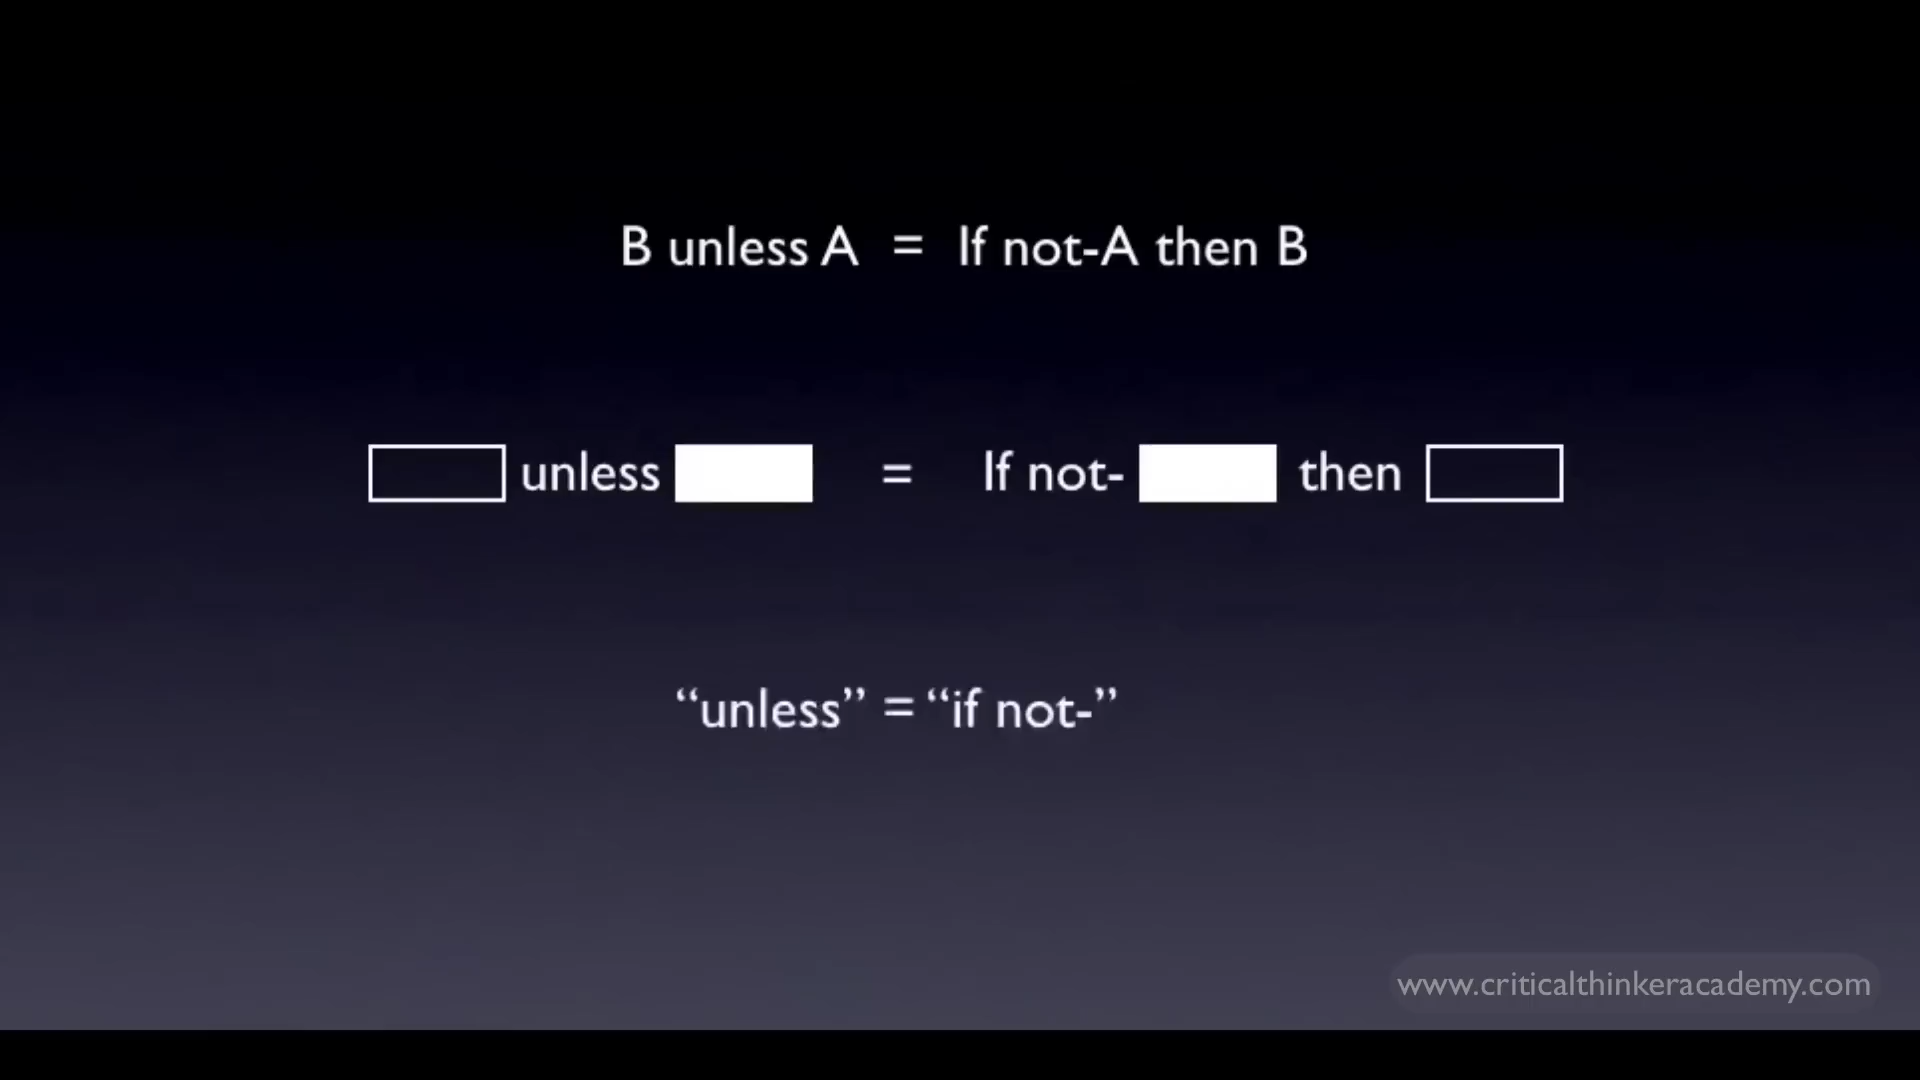 B unless A = If not-A then B
unless = If not- then
“unless” = “if not-”
www.criticalthinkeracademy.com